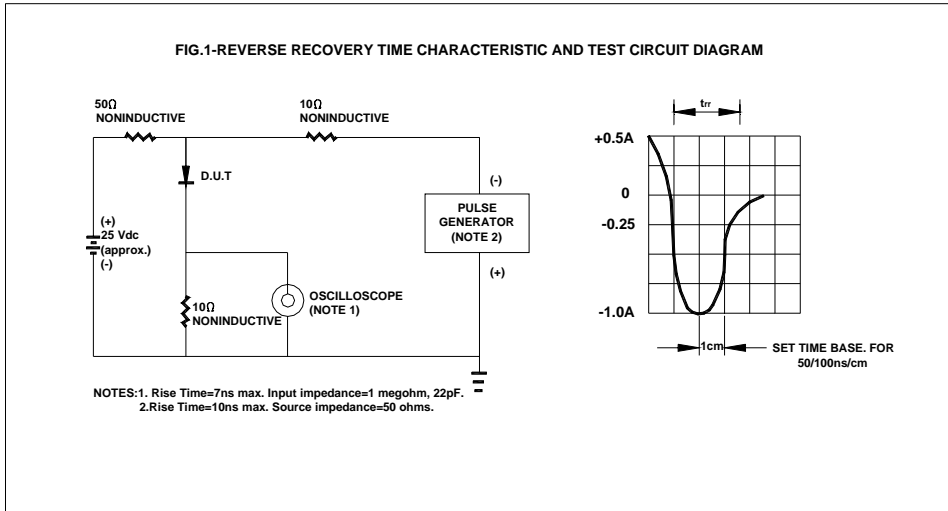 FIG.1-REVERSE RECOVERY TIME CHARACTERISTIC AND TEST CIRCUIT DIAGRAM
50Ω
NONINDUCTIVE
10Ω
NONINDUCTIVE
D.U.T
(+)
25 Vdc
(approx.)
(-)
(-)
PULSE
GENERATOR
(NOTE 2)
(+)
10Ω
NONINDUCTIVE
OSCILLOSCOPE
(NOTE 1)
NOTES:1. Rise Time=7ns max. Input impedance=1 megohm, 22pF.
2.Rise Time=10ns max. Source impedance=50 ohms.
trr
+0.5A
0
-0.25
-1.0A
1cm
SET TIME BASE. FOR
50/100ns/cm